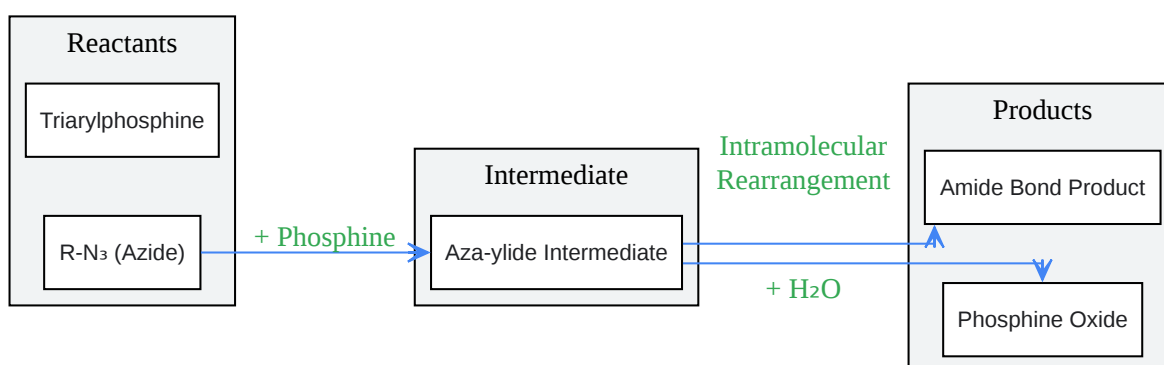 Reactants
Triarylphosphine
R-N₃ (Azide)
+ Phosphine
Intermediate
Aza-ylide Intermediate
Intramolecular
Rearrangement
+ H₂O
Products
Amide Bond Product
Phosphine Oxide